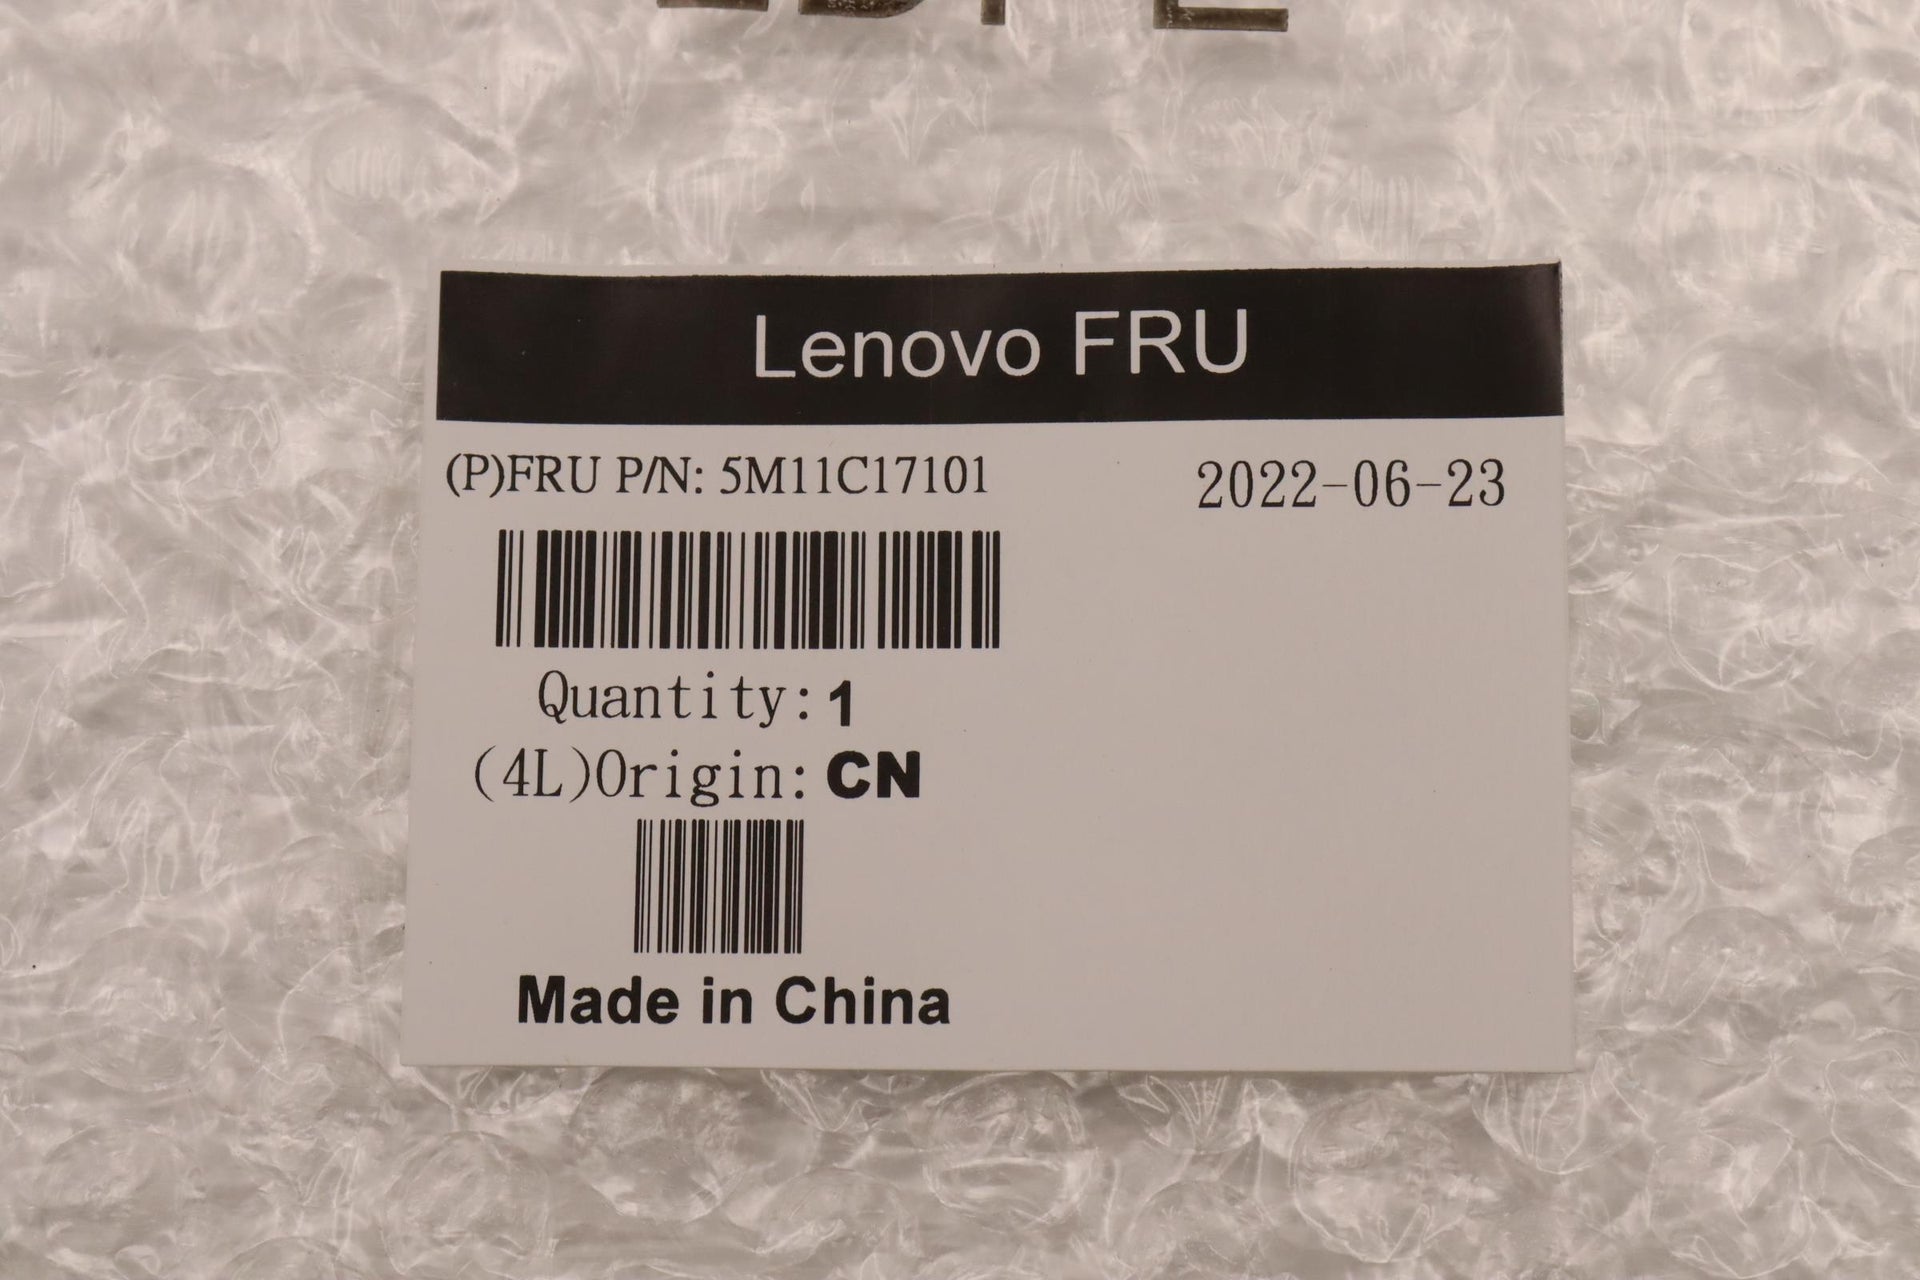 Lenovo FRU
(P)FRU P/N: 5M11C17101
2022-06-23
Quantity: 1
(4L)Origin: CN
Made in China